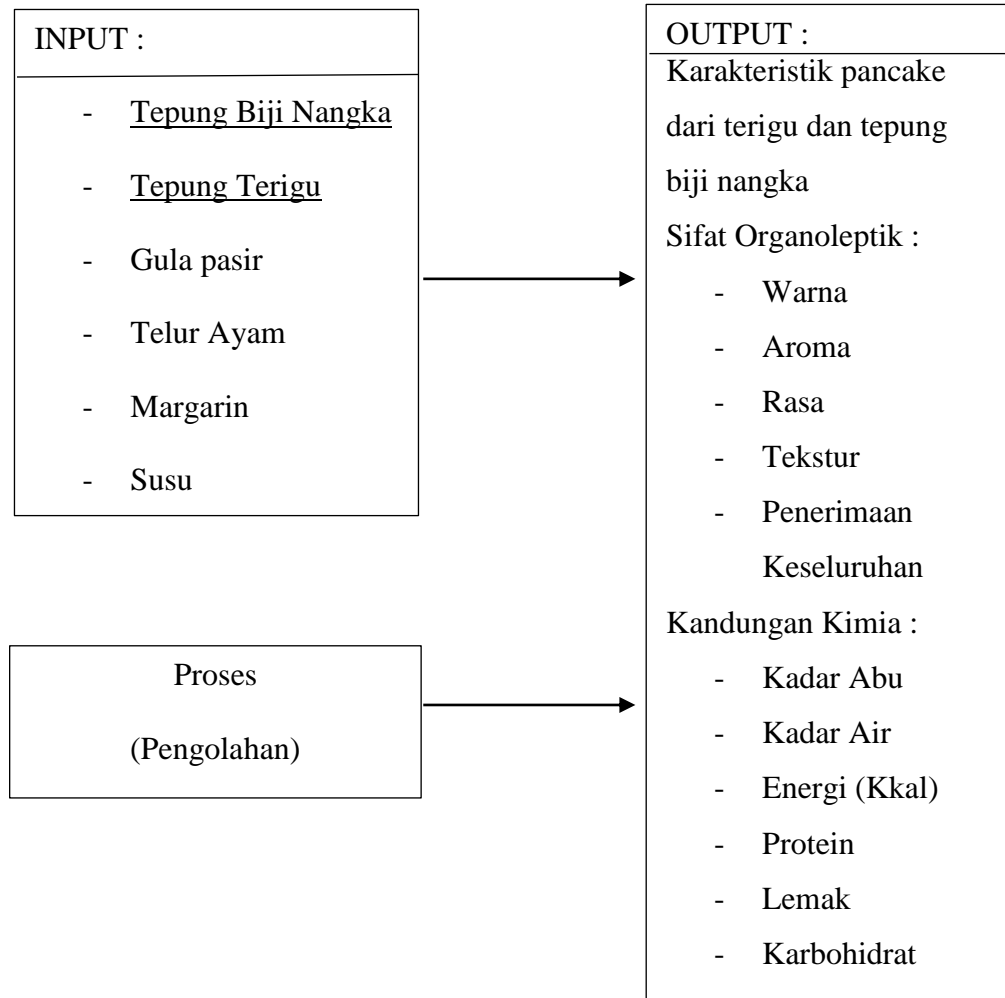 INPUT :
- Tepung Biji Nangka
- Tepung Terigu
- Gula pasir
- Telur Ayam
- Margarin
- Susu
Proses
(Pengolahan)
OUTPUT :
Karakteristik pancake
dari terigu dan tepung
biji nangka
Sifat Organoleptik :
- Warna
- Aroma
- Rasa
- Tekstur
- Penerimaan
Keseluruhan
Kandungan Kimia :
- Kadar Abu
- Kadar Air
- Energi (Kkal)
- Protein
- Lemak
- Karbohidrat